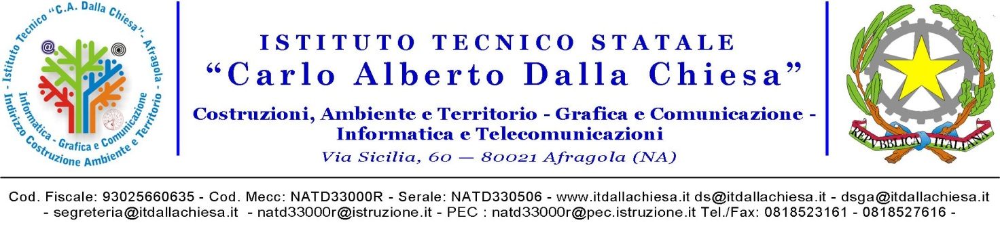 Istituto Tecnico “C.A. Dalla Chiesa” - Afragola -
Indirizzo Costruzione Ambiente e Territorio -
Informatica - Grafica e Comunicazione
@
ISTITUTO TECNICO STATALE
“Carlo Alberto Dalla Chiesa”
Costruzioni, Ambiente e Territorio - Grafica e Comunicazione -
Informatica e Telecomunicazioni
Via Sicilia, 60 — 80021 Afragola (NA)
REPVBBLICA ITALIANA
Cod. Fiscale: 93025660635 - Cod. Mecc: NATD33000R - Serale: NATD330506 - www.itdallachiesa.it ds@itdallachiesa.it - dsga@itdallachiesa.it
- segreteria@itdallachiesa.it - natd33000r@istruzione.it - PEC : natd33000r@pec.istruzione.it Tel./Fax: 0818523161 - 0818527616 -